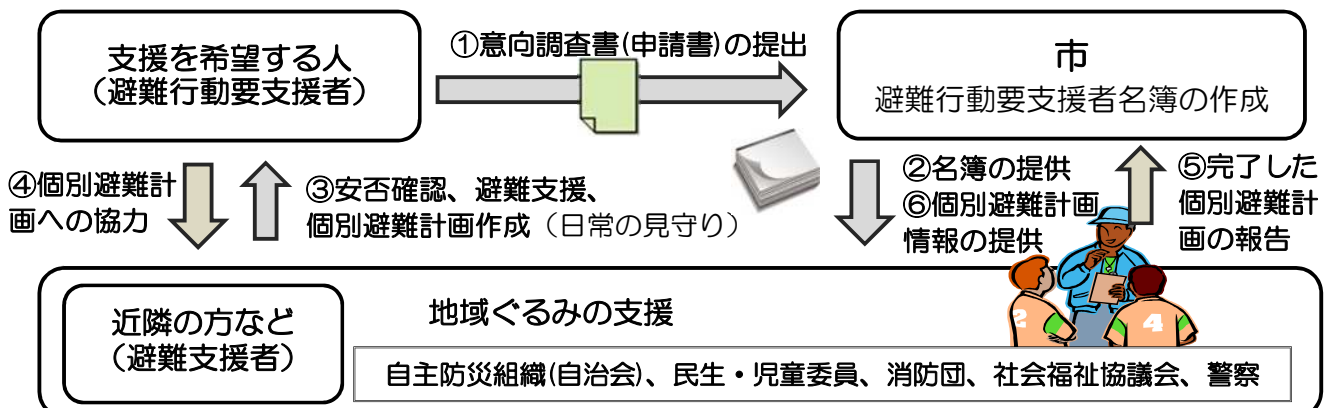 支援を希望する人
（避難行動要支援者）
①意向調査書(申請書)の提出
市
避難行動要支援者名簿の作成
④個別避難計
画への協力
③安否確認、避難支援、
個別避難計画作成（日常の見守り）
②名簿の提供
⑥個別避難計画
情報の提供
⑤完了した
個別避難計
画の報告
近隣の方など
（避難支援者）
地域ぐるみの支援
2
4
自主防災組織(自治会)、民生・児童委員、消防団、社会福祉協議会、警察